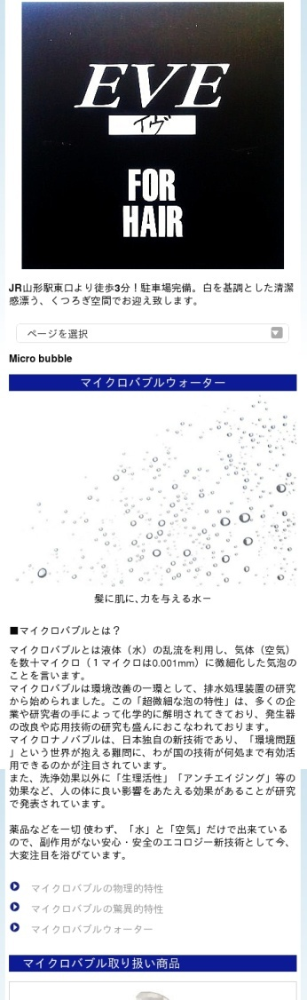 EVE
イヴ
FOR
HAIR
JR山形駅東口より徒歩3分！駐車場完備。白を基調とした清潔
感漂う、くつろぎ空間でお迎え致します。
ページを選択
Micro bubble
マイクロバブルウォーター
髪に肌に、力を与える水－
■マイクロバブルとは？
マイクロバブルとは液体（水）の乱流を利用し、気体（空気）
を数十マイクロ（１マイクロは0.001mm）に微細化した気泡の
ことを言います。
マイクロバブルは環境改善の一環として、排水処理装置の研究
から始められました。この「超微細な泡の特性」は、多くの企
業や研究者の手によって化学的に解明されてきており、発生器
の改良や応用技術の研究も盛んにおこなわれております。
マイクロナノバブルは、日本独自の新技術であり、「環境問題
」という世界が抱える難問に、わが国の技術が何処まで有効活
用できるのかが注目されています。
また、洗浄効果以外に「生理活性」「アンチエイジング」等の
効果など、人の体に良い影響をあたえる効果があることが研究
で発表されています。
薬品などを一切 使わず、「水」と「空気」だけで出来ている
ので、副作用がない安心・安全のエコロジー新技術として今、
大変注目を浴びています。
マイクロバブルの物理的特性
マイクロバブルの驚異的特性
マイクロバブルウォーター
マイクロバブル取り扱い商品